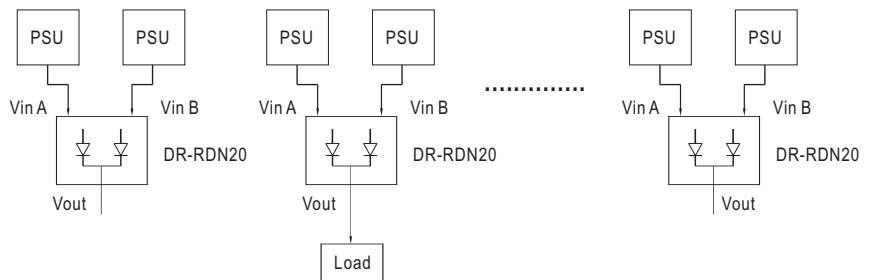 PSU PSU PSU PSU PSU PSU
Vin A Vin B Vin A Vin B Vin A Vin B
DR-RDN20 DR-RDN20 DR-RDN20
Vout Vout Vout
Load